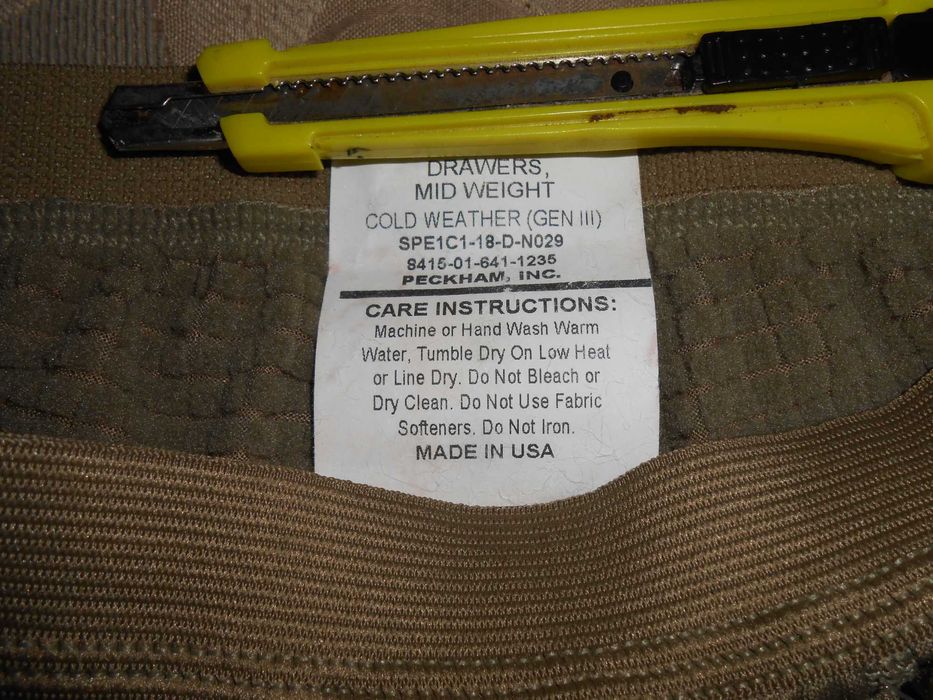 DRAWERS,
MID WEIGHT
COLD WEATHER (GEN III)
SPE1C1-18-D-N029
8415-01-641-1235
PECKHAM, INC.
CARE INSTRUCTIONS:
Machine or Hand Wash Warm
Water, Tumble Dry On Low Heat
or Line Dry. Do Not Bleach or
Dry Clean. Do Not Use Fabric
Softeners. Do Not Iron.
MADE IN USA